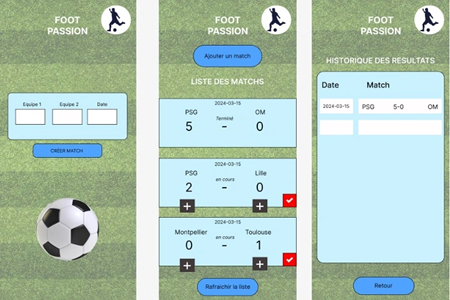 FOOT
PASSION
Equipe 1 Equipe 2 Date
CRÉER MATCH
FOOT
PASSION
Ajouter un match
LISTE DES MATCHS
2024-03-15
PSG Terminé OM
5 - 0
2024-03-15
PSG en cours Lille
2 - 0
+ +
2024-03-15
Montpellier en cours Toulouse
0 - 1
+ +
Rafraichir la liste
FOOT
PASSION
HISTORIQUE DES RESULTATS
Date Match
2024-03-15 PSG 5-0 OM
Retour